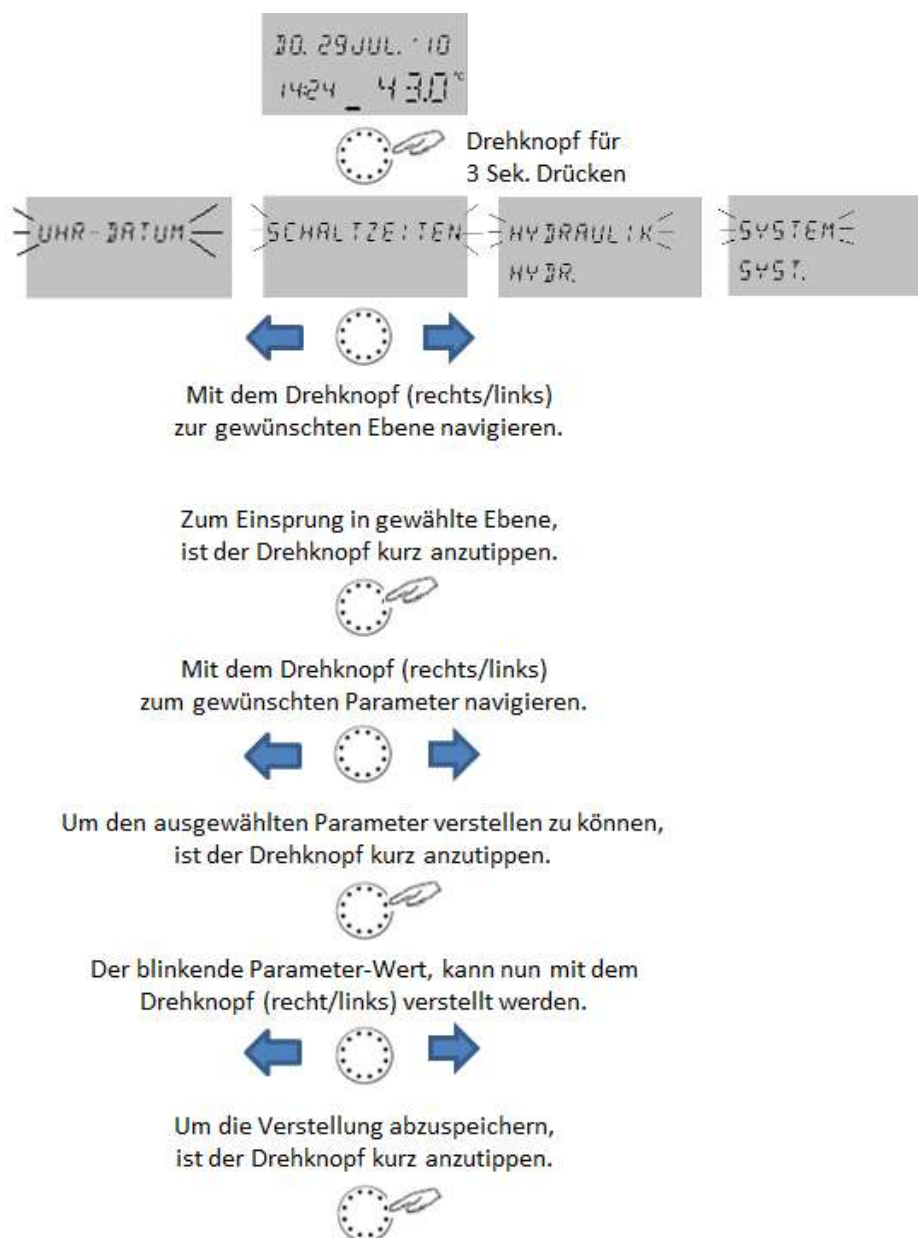 DO. 29 JUL. '10
14:24 _ 43.0 °C
Drehknopf für
3 Sek. Drücken
UHR-DATUM
SCHALTZEITEN
HYDRAULIK
HYDR.
SYSTEM
SYST.
Mit dem Drehknopf (rechts/links)
zur gewünschten Ebene navigieren.
Zum Einsprung in gewählte Ebene,
ist der Drehknopf kurz anzutippen.
Mit dem Drehknopf (rechts/links)
zum gewünschten Parameter navigieren.
Um den ausgewählten Parameter verstellen zu können,
ist der Drehknopf kurz anzutippen.
Der blinkende Parameter-Wert, kann nun mit dem
Drehknopf (recht/links) verstellt werden.
Um die Verstellung abzuspeichern,
ist der Drehknopf kurz anzutippen.